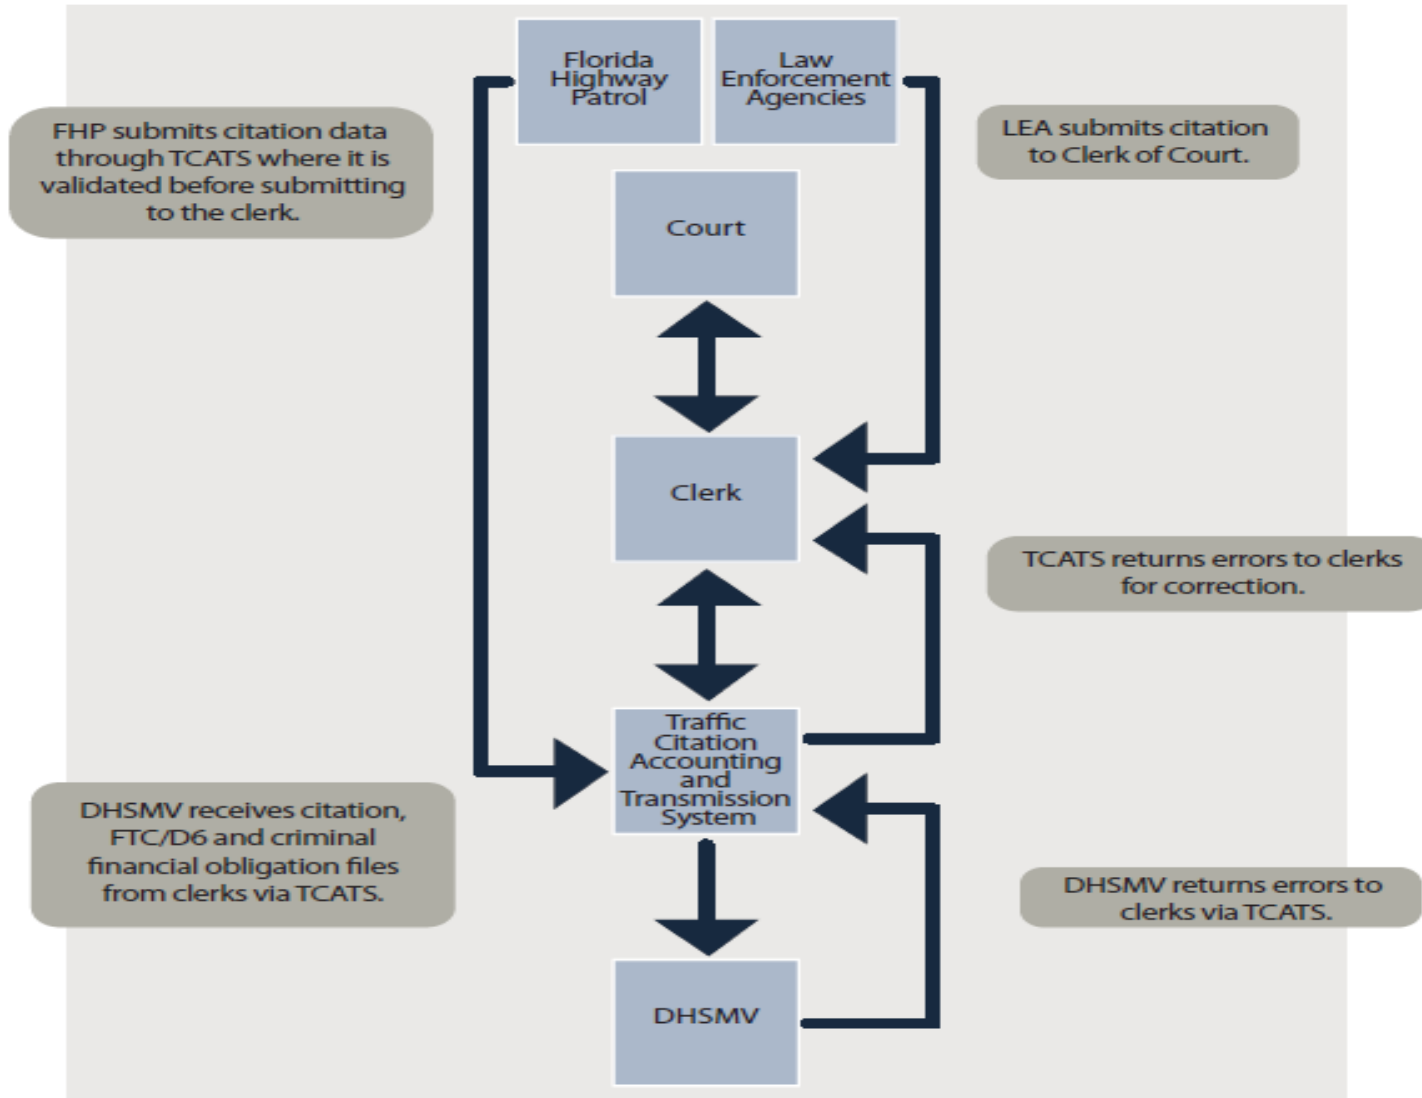 Florida
Highway
Patrol
Law
Enforcement
Agencies
FHP submits citation data
through TCATS where it is
validated before submitting
to the clerk.
LEA submits citation
to Clerk of Court.
Court
Clerk
TCATS returns errors to clerks
for correction.
Traffic
Citation
Accounting
and
Transmission
System
DHSMV receives citation,
FTC/D6 and criminal
financial obligation files
from clerks via TCATS.
DHSMV returns errors to
clerks via TCATS.
DHSMV